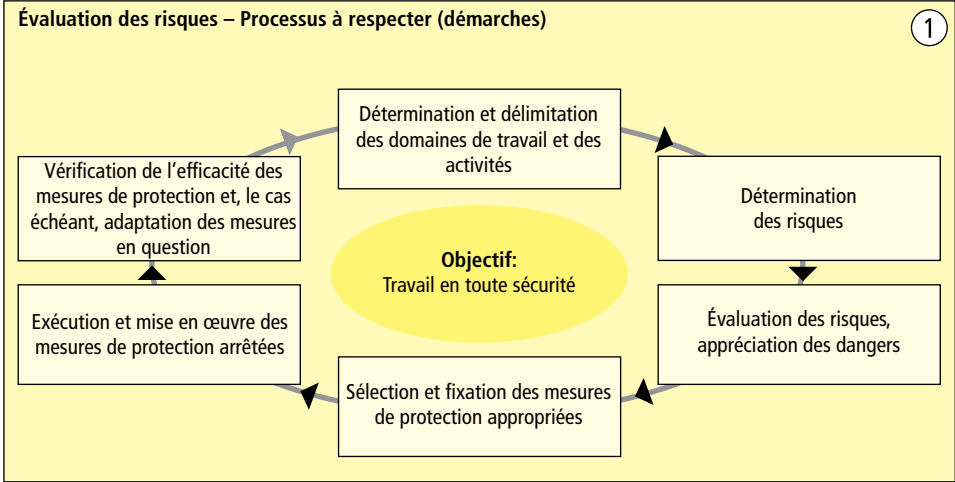 Évaluation des risques – Processus à respecter (démarches)
1
Détermination et délimitation
des domaines de travail et des
activités
Détermination
des risques
Évaluation des risques,
appréciation des dangers
Sélection et fixation des mesures
de protection appropriées
Exécution et mise en œuvre des
mesures de protection arrêtées
Vérification de l’efficacité des
mesures de protection et, le cas
échéant, adaptation des mesures
en question
Objectif:
Travail en toute sécurité